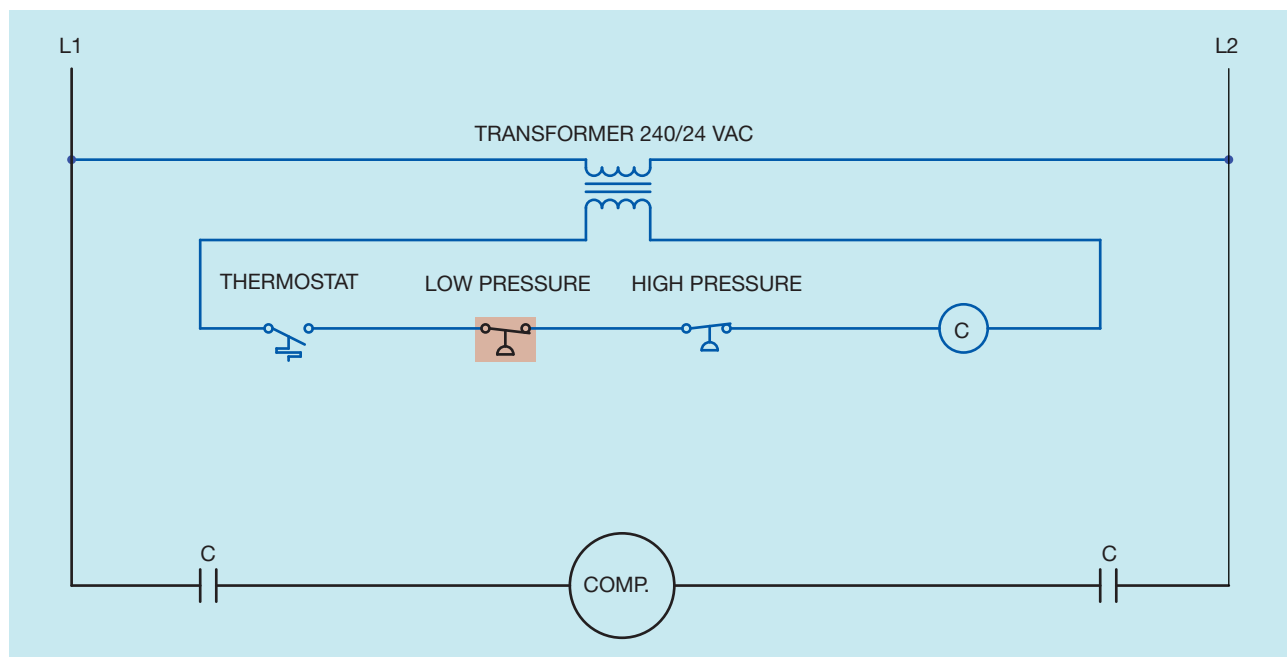 L1
L2
TRANSFORMER 240/24 VAC
THERMOSTAT
LOW PRESSURE
HIGH PRESSURE
C
C
C
COMP.